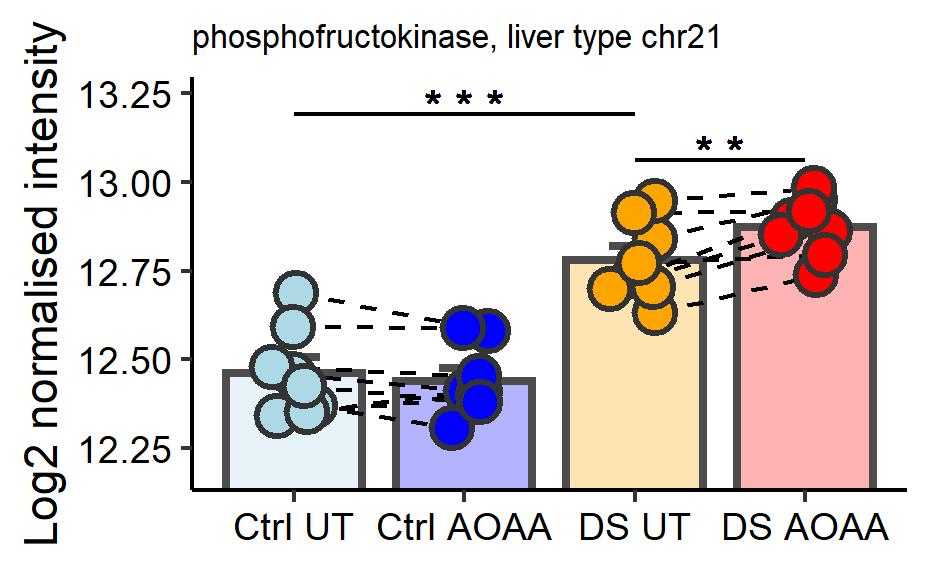 phosphofructokinase, liver type chr21
Log2 normalised intensity
13.25
13.00
12.75
12.50
12.25
* * *
* *
Ctrl UT
Ctrl AOAA
DS UT
DS AOAA